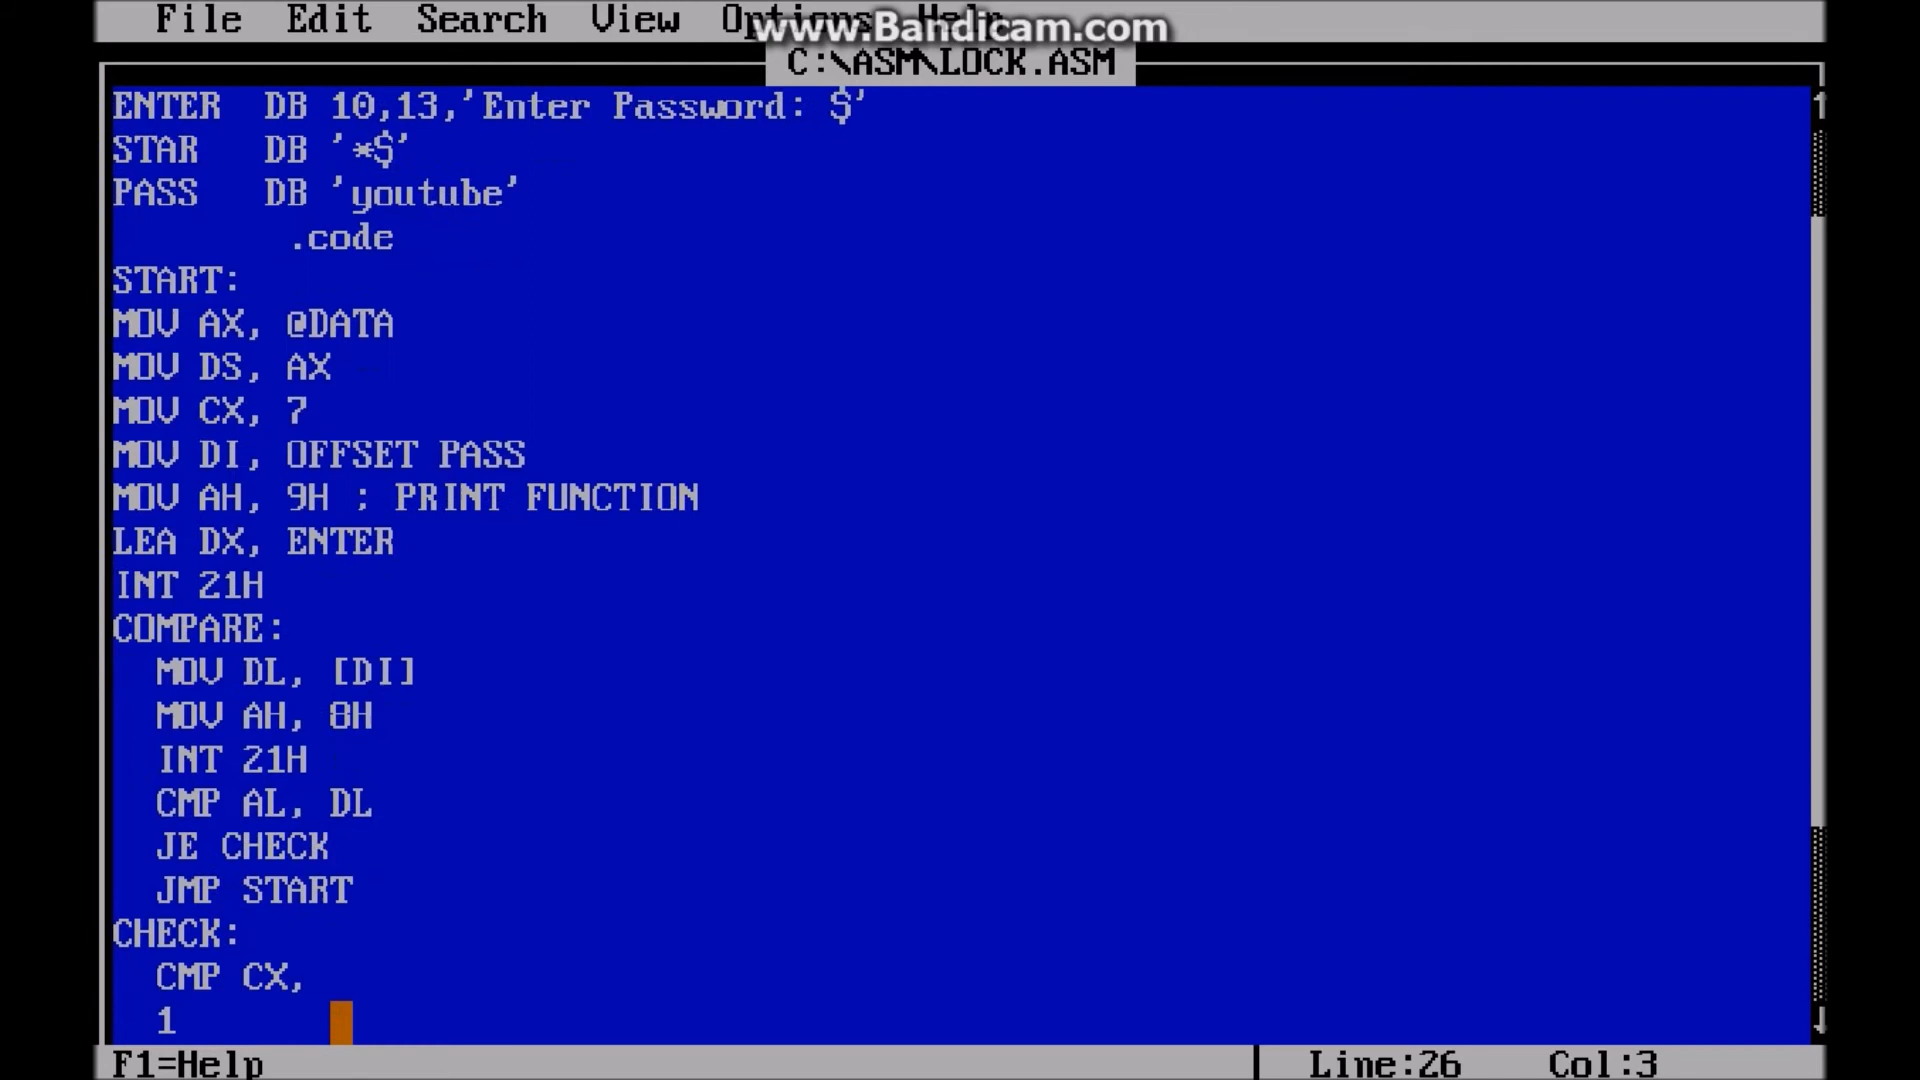 File Edit Search View Options Help
www.Bandicam.com
C:\ASM\LOCK.ASM
ENTER DB 10,13,'Enter Password: $'
STAR DB '*$'
PASS DB 'youtube'
.code
START:
MOV AX, @DATA
MOV DS, AX
MOV CX, 7
MOV DI, OFFSET PASS
MOV AH, 9H ; PRINT FUNCTION
LEA DX, ENTER
INT 21H
COMPARE:
MOV DL, [DI]
MOV AH, 8H
INT 21H
CMP AL, DL
JE CHECK
JMP START
CHECK:
CMP CX,
1
F1=Help Line:26 Col:3